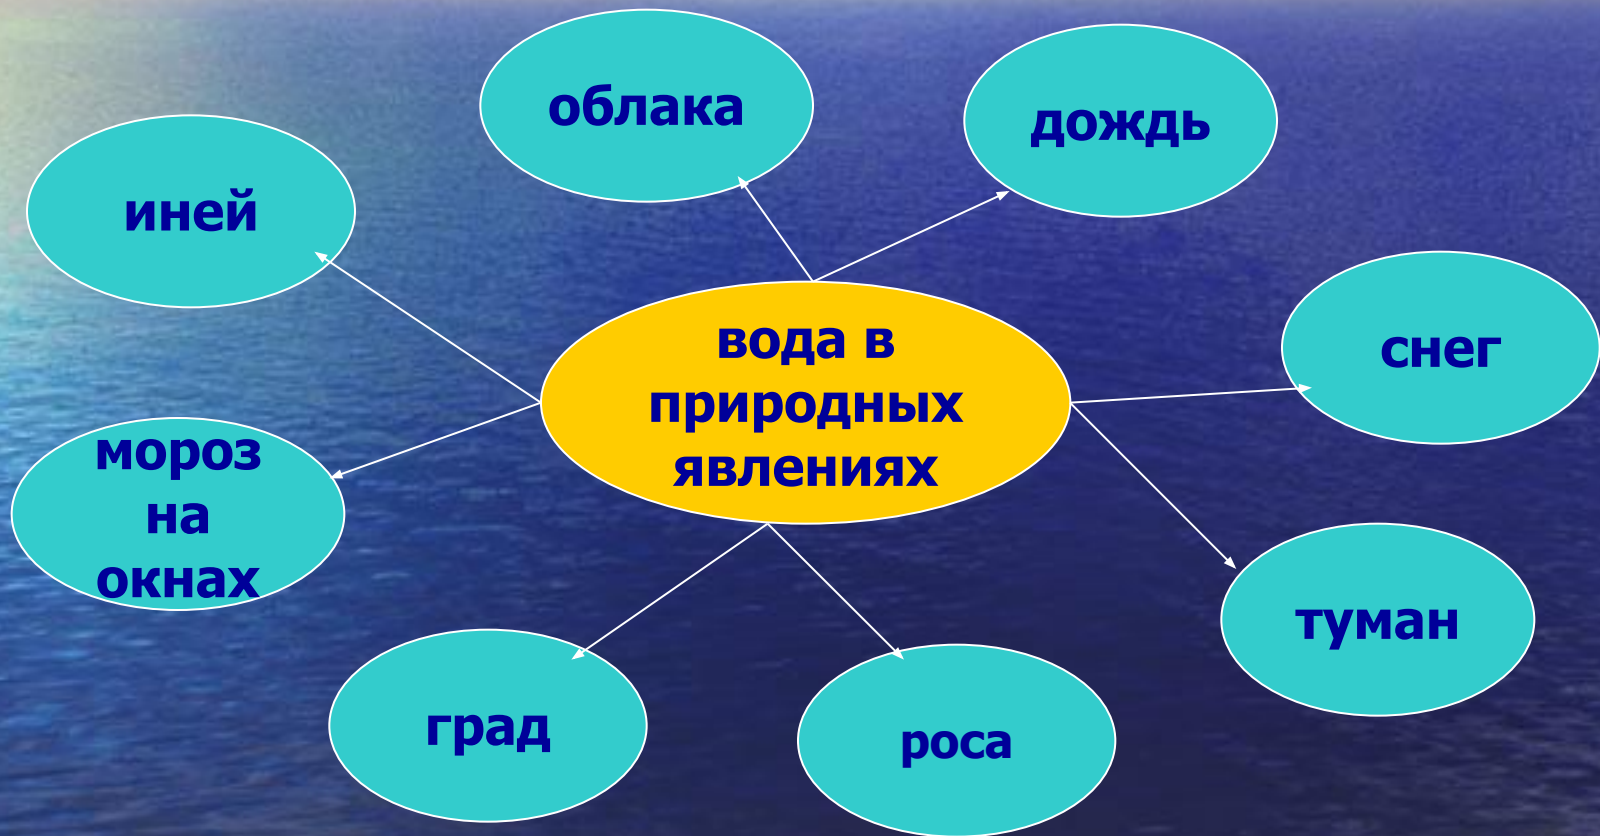 облака
дождь
иней
снег
вода в
природных
явлениях
мороз
на
окнах
туман
град
роса